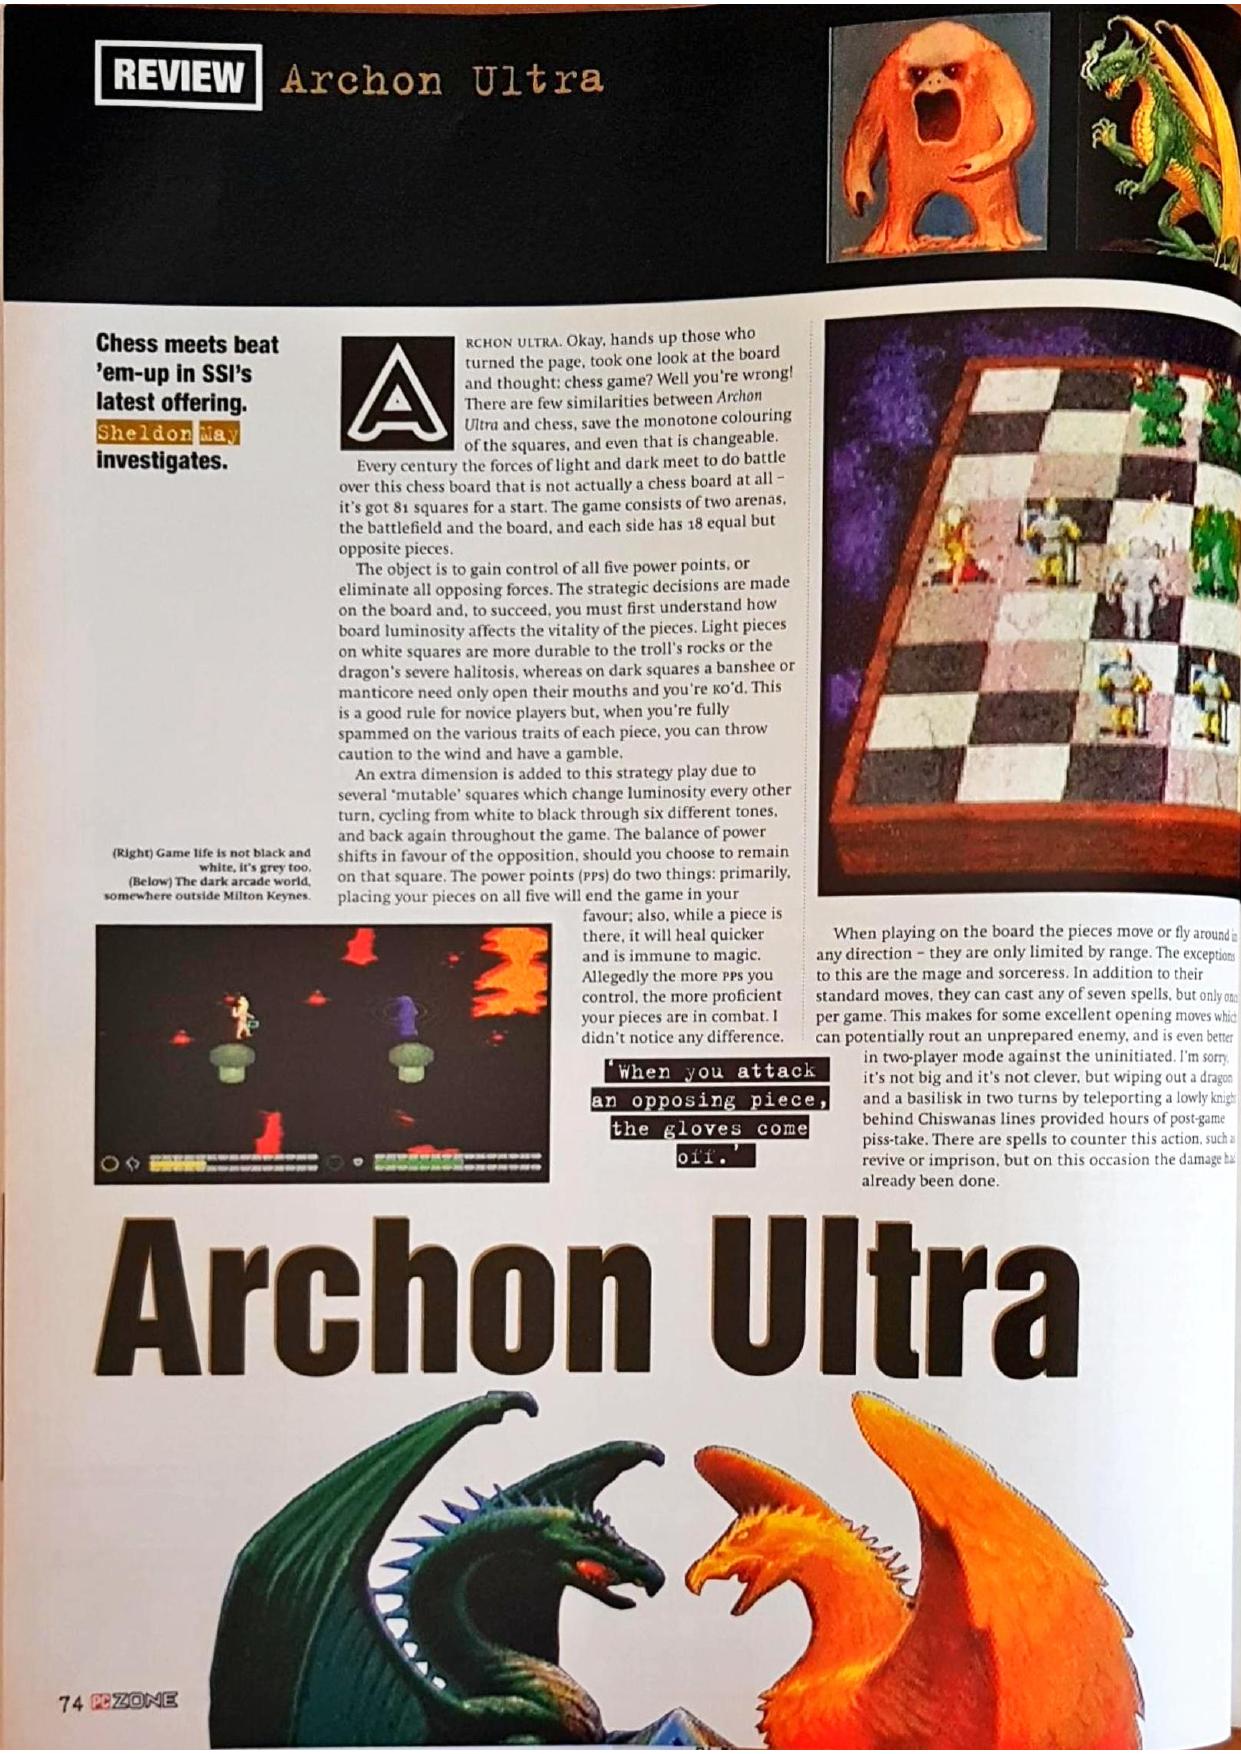 REVIEW Archon Ultra
Chess meets beat
'em-up in SSI's
latest offering.
Sheldon May
investigates.
A
RCHON ULTRA. Okay, hands up those who
turned the page, took one look at the board
and thought: chess game? Well you're wrong!
There are few similarities between Archon
Ultra and chess, save the monotone colouring
of the squares, and even that is changeable.
Every century the forces of light and dark meet to do battle
over this chess board that is not actually a chess board at all –
it's got 81 squares for a start. The game consists of two arenas,
the battlefield and the board, and each side has 18 equal but
opposite pieces.
The object is to gain control of all five power points, or
eliminate all opposing forces. The strategic decisions are made
on the board and, to succeed, you must first understand how
board luminosity affects the vitality of the pieces. Light pieces
on white squares are more durable to the troll's rocks or the
dragon's severe halitosis, whereas on dark squares a banshee or
manticore need only open their mouths and you're KO'd. This
is a good rule for novice players but, when you're fully
spammed on the various traits of each piece, you can throw
caution to the wind and have a gamble.
An extra dimension is added to this strategy play due to
several 'mutable' squares which change luminosity every other
turn, cycling from white to black through six different tones,
and back again throughout the game. The balance of power
shifts in favour of the opposition, should you choose to remain
on that square. The power points (PPS) do two things: primarily,
placing your pieces on all five will end the game in your
favour; also, while a piece is
there, it will heal quicker
and is immune to magic.
Allegedly the more PPS you
control, the more proficient
your pieces are in combat. I
didn't notice any difference.
(Right) Game life is not black and
white, it's grey too.
(Below) The dark arcade world,
somewhere outside Milton Keynes.
'When you attack
an opposing piece,
the gloves come
off.'
When playing on the board the pieces move or fly around in
any direction – they are only limited by range. The exceptions
to this are the mage and sorceress. In addition to their
standard moves, they can cast any of seven spells, but only one
per game. This makes for some excellent opening moves which
can potentially rout an unprepared enemy, and is even better
in two-player mode against the uninitiated. I'm sorry,
it's not big and it's not clever, but wiping out a dragon
and a basilisk in two turns by teleporting a lowly knight
behind Chiswanas lines provided hours of post-game
piss-take. There are spells to counter this action, such a
revive or imprison, but on this occasion the damage ha
already been done.
Archon Ultra
74 PC ZONE